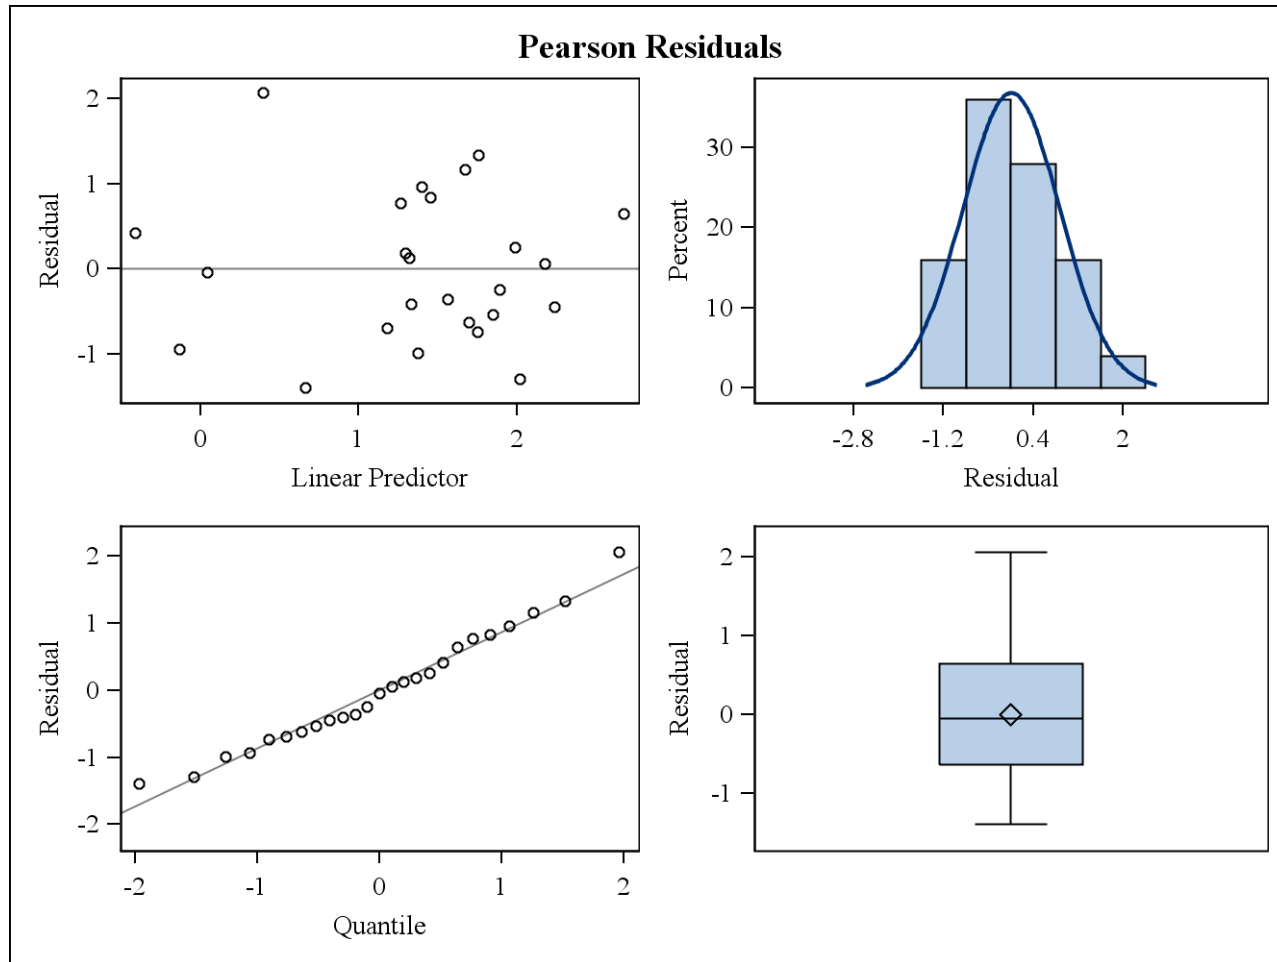 Pearson Residuals
2
1
0
-1
Residual
0 1 2
Linear Predictor
30
20
10
0
Percent
-2.8 -1.2 0.4 2
Residual
2
1
0
-1
-2
Residual
-2 -1 0 1 2
Quantile
2
1
0
-1
Residual